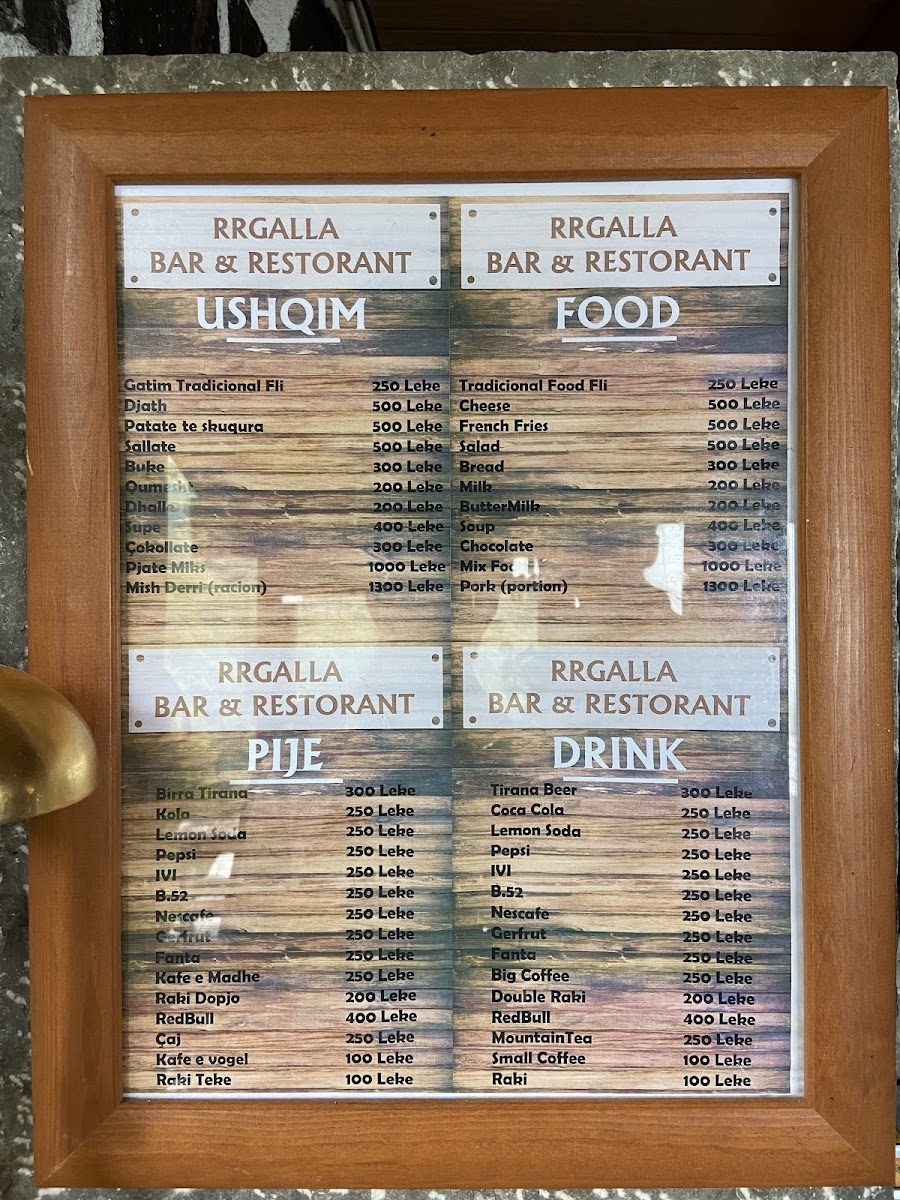 RRGALLA
BAR & RESTORANT
USHQIM
Gatim Tradicional Fli 250 Leke
Djath 500 Leke
Patate te skuqura 500 Leke
Sallate 500 Leke
Buke 300 Leke
Qumesht 200 Leke
Dhalle 200 Leke
Supe 400 Leke
Çokollate 300 Leke
Pjate Miks 1000 Leke
Mish Derri (racion) 1300 Leke
RRGALLA
BAR & RESTORANT
FOOD
Tradicional Food Fli 250 Leke
Cheese 500 Leke
French Fries 500 Leke
Salad 500 Leke
Bread 300 Leke
Milk 200 Leke
ButterMilk 200 Leke
Soup 400 Leke
Chocolate 300 Leke
Mix Food 1000 Leke
Pork (portion) 1300 Leke
RRGALLA
BAR & RESTORANT
PIJE
Birra Tirana 300 Leke
Kola 250 Leke
Lemon Soda 250 Leke
Pepsi 250 Leke
IVI 250 Leke
B.52 250 Leke
Nescafe 250 Leke
Gerfrut 250 Leke
Fanta 250 Leke
Kafe e Madhe 250 Leke
Raki Dopjo 200 Leke
RedBull 400 Leke
Çaj 250 Leke
Kafe e vogel 100 Leke
Raki Teke 100 Leke
RRGALLA
BAR & RESTORANT
DRINK
Tirana Beer 300 Leke
Coca Cola 250 Leke
Lemon Soda 250 Leke
Pepsi 250 Leke
IVI 250 Leke
B.52 250 Leke
Nescafe 250 Leke
Gerfrut 250 Leke
Fanta 250 Leke
Big Coffee 250 Leke
Double Raki 200 Leke
RedBull 400 Leke
MountainTea 250 Leke
Small Coffee 100 Leke
Raki 100 Leke